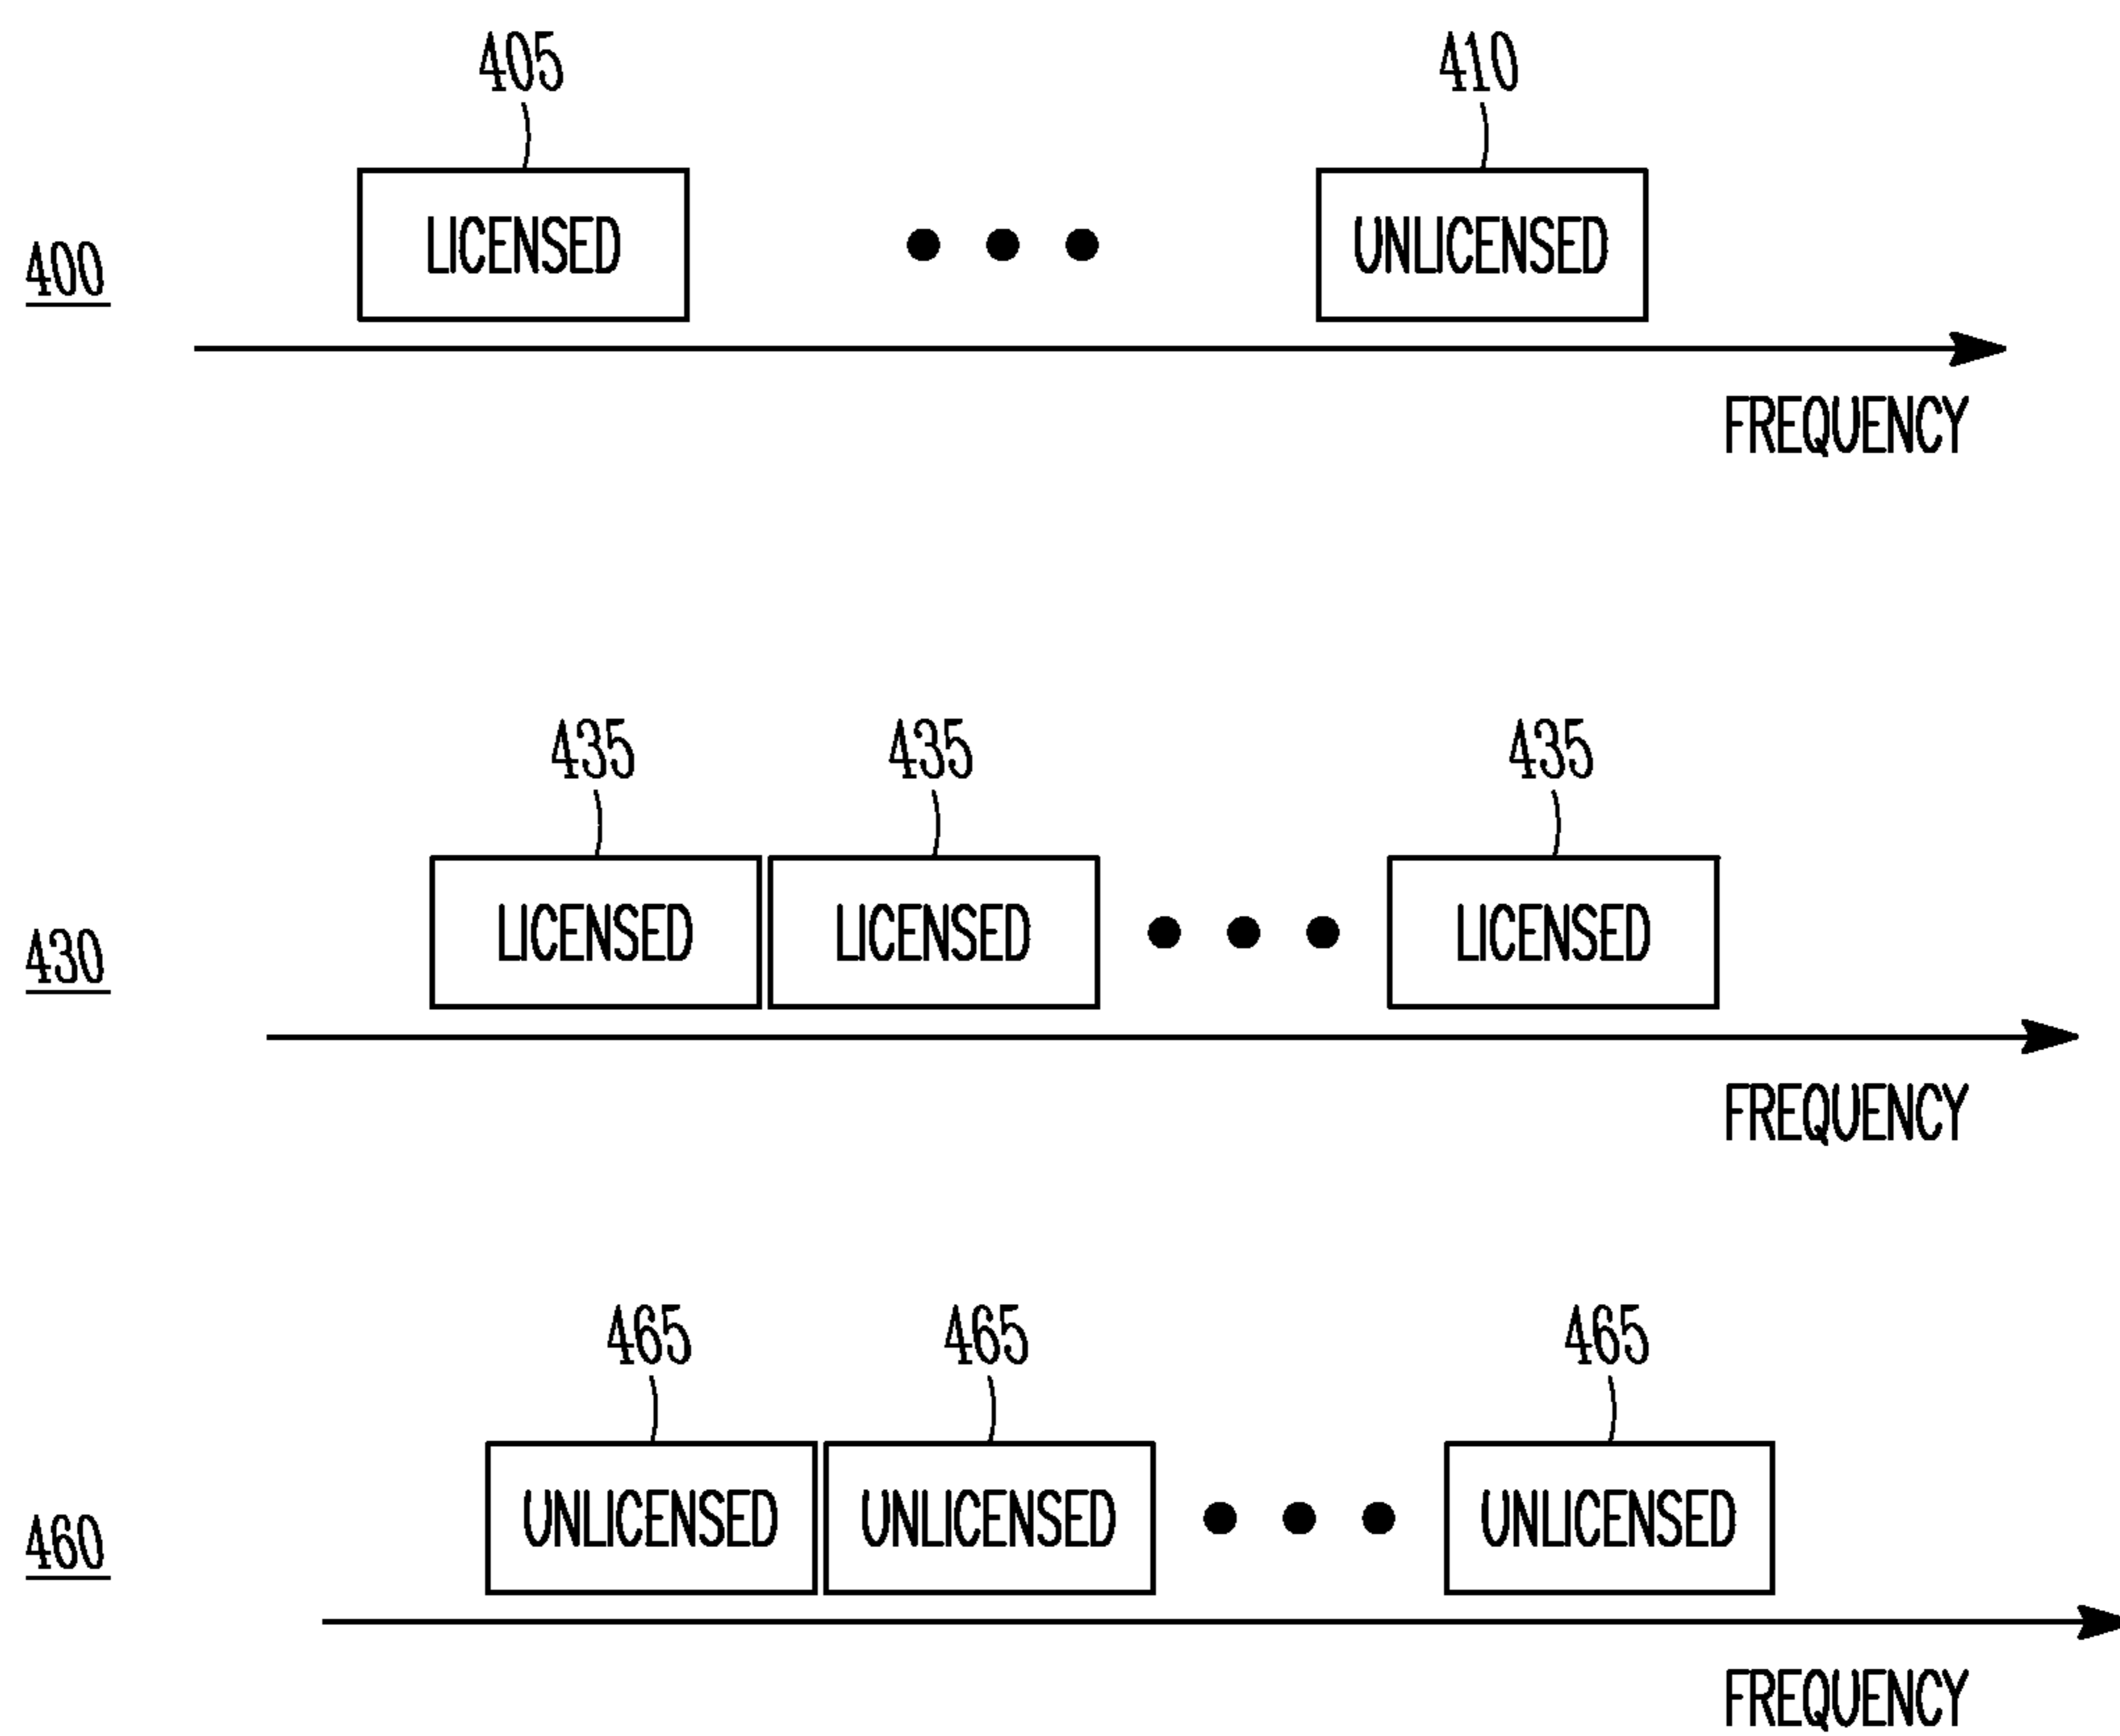 405 410
LICENSED UNLICENSED
400
FREQUENCY
435 435 435
LICENSED LICENSED LICENSED
430
FREQUENCY
465 465 465
UNLICENSED UNLICENSED UNLICENSED
460
FREQUENCY